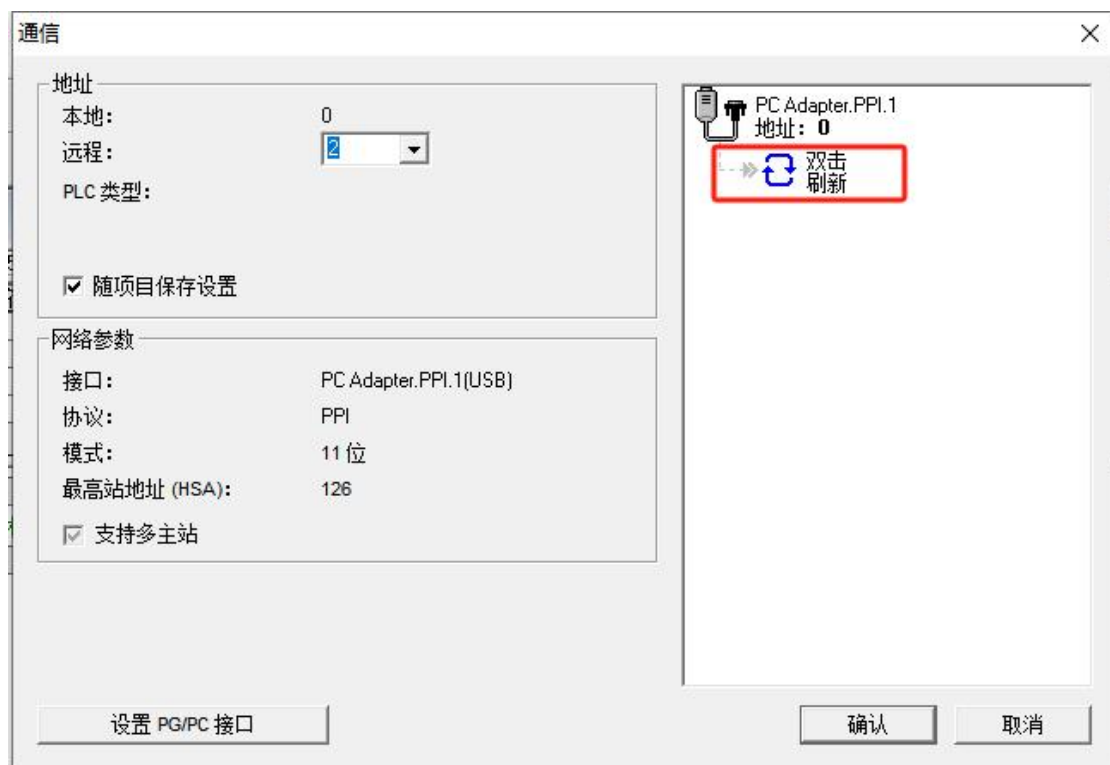 通信
地址
本地: 0
远程: 2
PLC 类型:
随项目保存设置
网络参数
接口: PC Adapter.PPI.1(USB)
协议: PPI
模式: 11 位
最高站地址 (HSA): 126
支持多主站
设置 PG/PC 接口
PC Adapter.PPI.1
地址: 0
双击
刷新
确认
取消